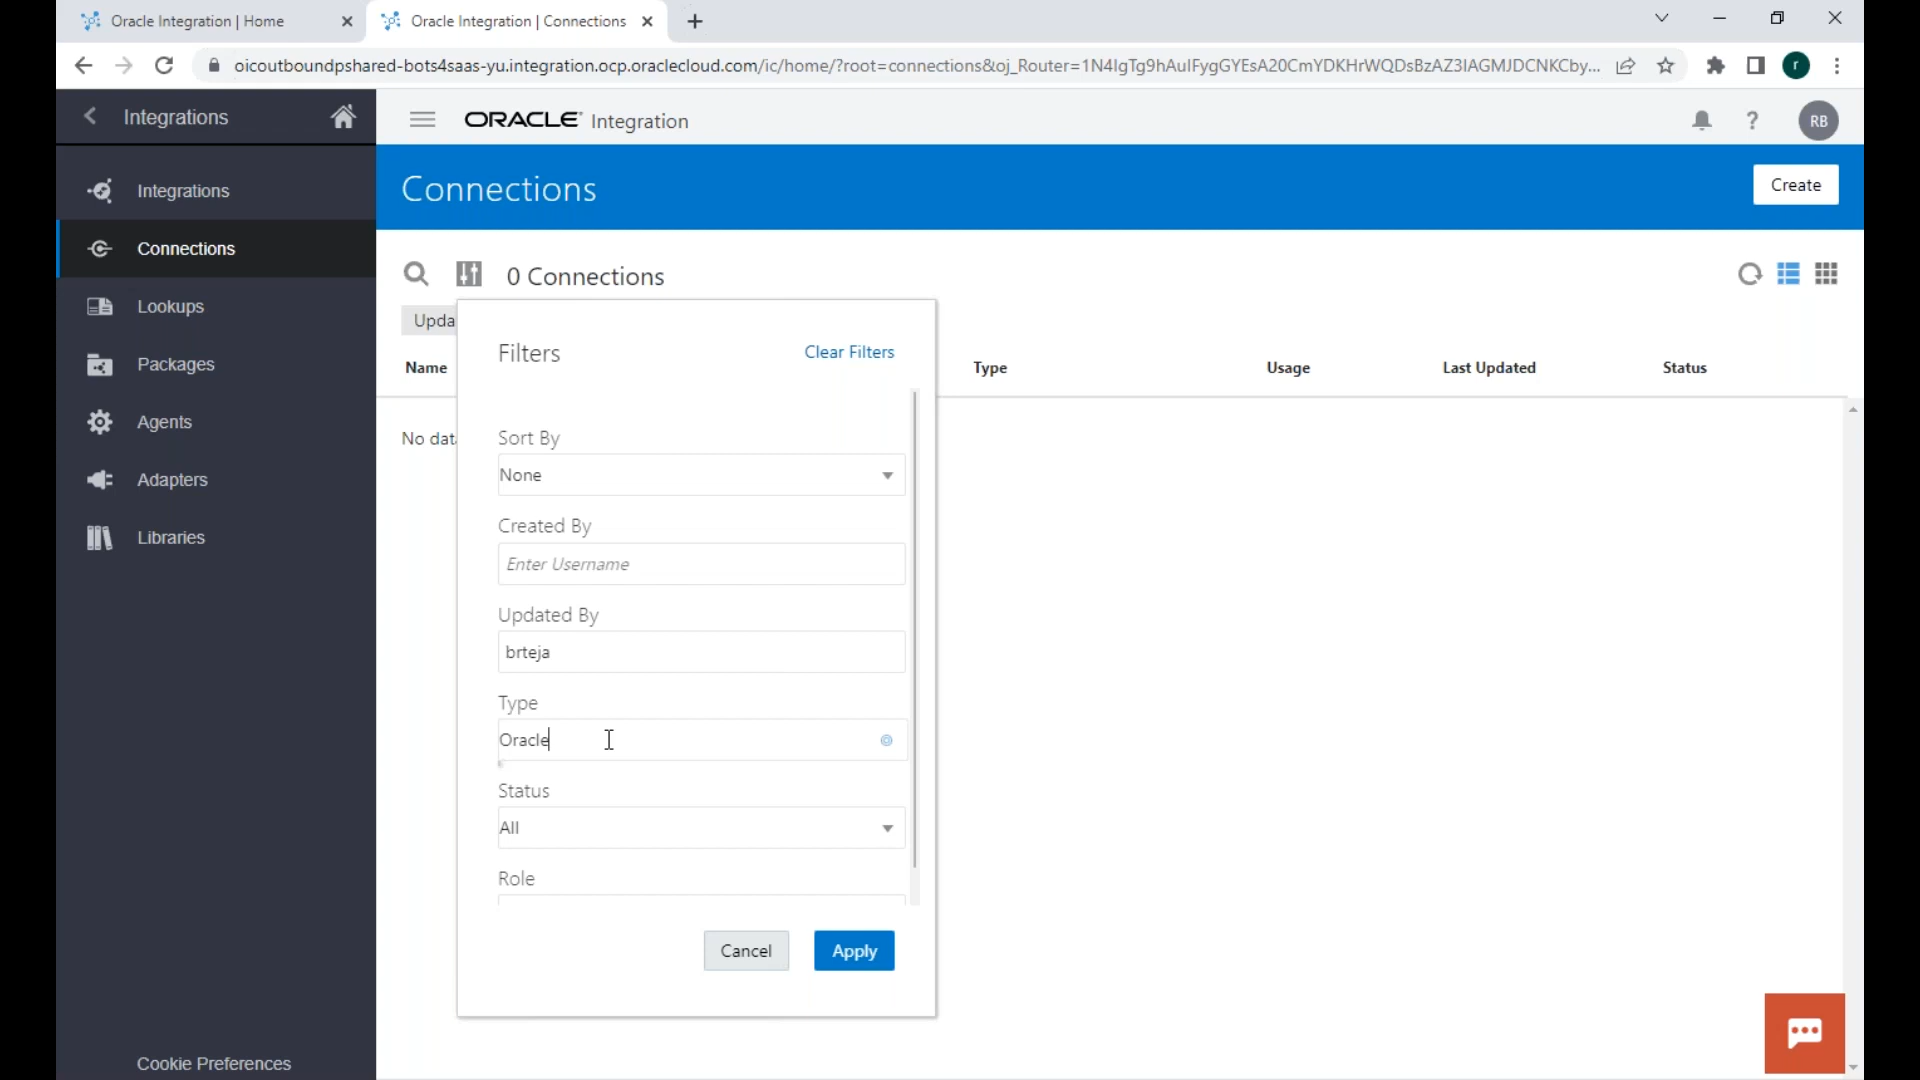 Oracle Integration | Home
Oracle Integration | Connections
oicoutboundpshared-bots4saas-yu.integration.ocp.oraclecloud.com/ic/home/?root=connections&oj_Router=1N4IgTg9hAuIFygGYEsA20CmYDKHrWQDsBzAZ3IAGMJDCNKCby...
r
Integrations
ORACLE Integration
RB
Integrations
Connections
Lookups
Packages
Agents
Adapters
Libraries
Cookie Preferences
Connections
Create
0 Connections
Upda
Name
Type
Usage
Last Updated
Status
No dat
Filters
Clear Filters
Sort By
None
Created By
Enter Username
Updated By
brteja
Type
Oracle
Status
All
Role
Cancel
Apply